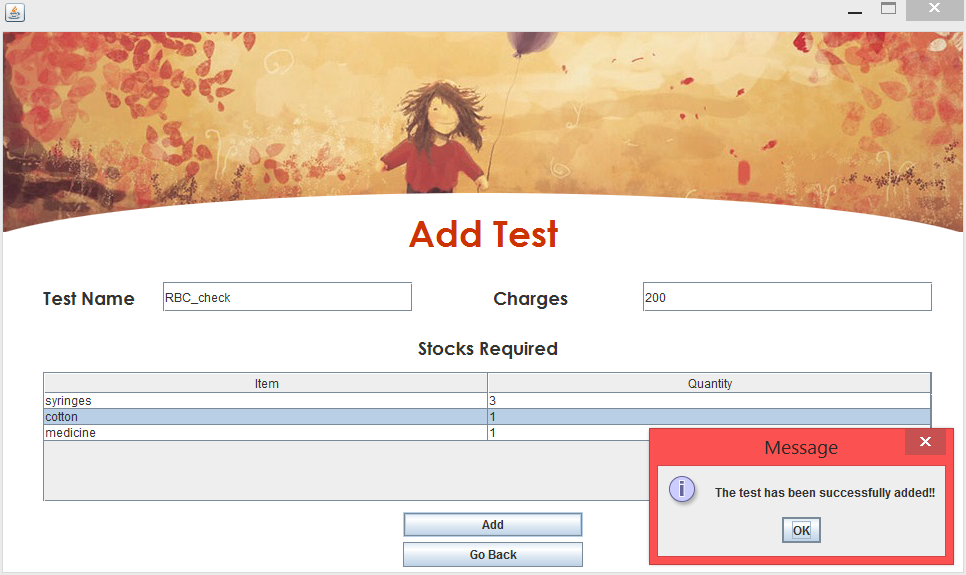 Add Test
Test Name RBC_check Charges 200
Stocks Required
Item Quantity
syringes 3
cotton 1
medicine 1
Message
The test has been successfully added!!
OK
Add
Go Back